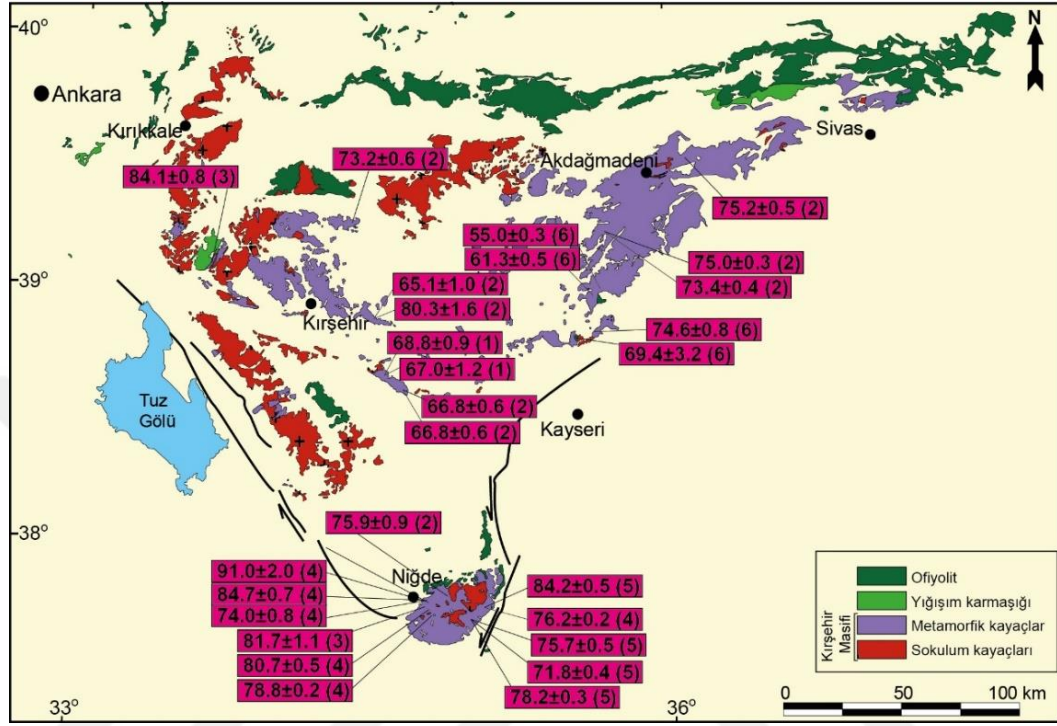 40°
N
Ankara
Kırıkkale
Sivas
73.2±0.6 (2)
Akdağmadeni
84.1±0.8 (3)
75.2±0.5 (2)
55.0±0.3 (6)
61.3±0.5 (6)
75.0±0.3 (2)
39°
65.1±1.0 (2)
73.4±0.4 (2)
Kırşehir
80.3±1.6 (2)
74.6±0.8 (6)
68.8±0.9 (1)
69.4±3.2 (6)
67.0±1.2 (1)
Tuz
Gölü
66.8±0.6 (2)
66.8±0.6 (2)
Kayseri
38°
75.9±0.9 (2)
91.0±2.0 (4)
Niğde
84.7±0.7 (4)
84.2±0.5 (5)
74.0±0.8 (4)
76.2±0.2 (4)
81.7±1.1 (3)
75.7±0.5 (5)
80.7±0.5 (4)
71.8±0.4 (5)
78.8±0.2 (4)
78.2±0.3 (5)
Ofiyolit
Yığışım karmaşığı
Kırşehir
Masifi
Metamorfik kayaçlar
Sokulum kayaçları
0 50 100 km
33° 36°